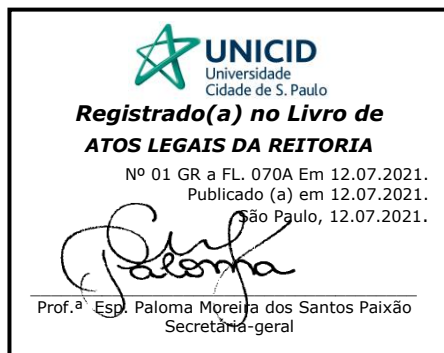 UNICID
Universidade
Cidade de S. Paulo
Registrado(a) no Livro de
ATOS LEGAIS DA REITORIA
Nº 01 GR a FL. 070A Em 12.07.2021.
Publicado (a) em 12.07.2021.
São Paulo, 12.07.2021.
Paloma
Prof.ª Esp. Paloma Moreira dos Santos Paixão
Secretária-geral